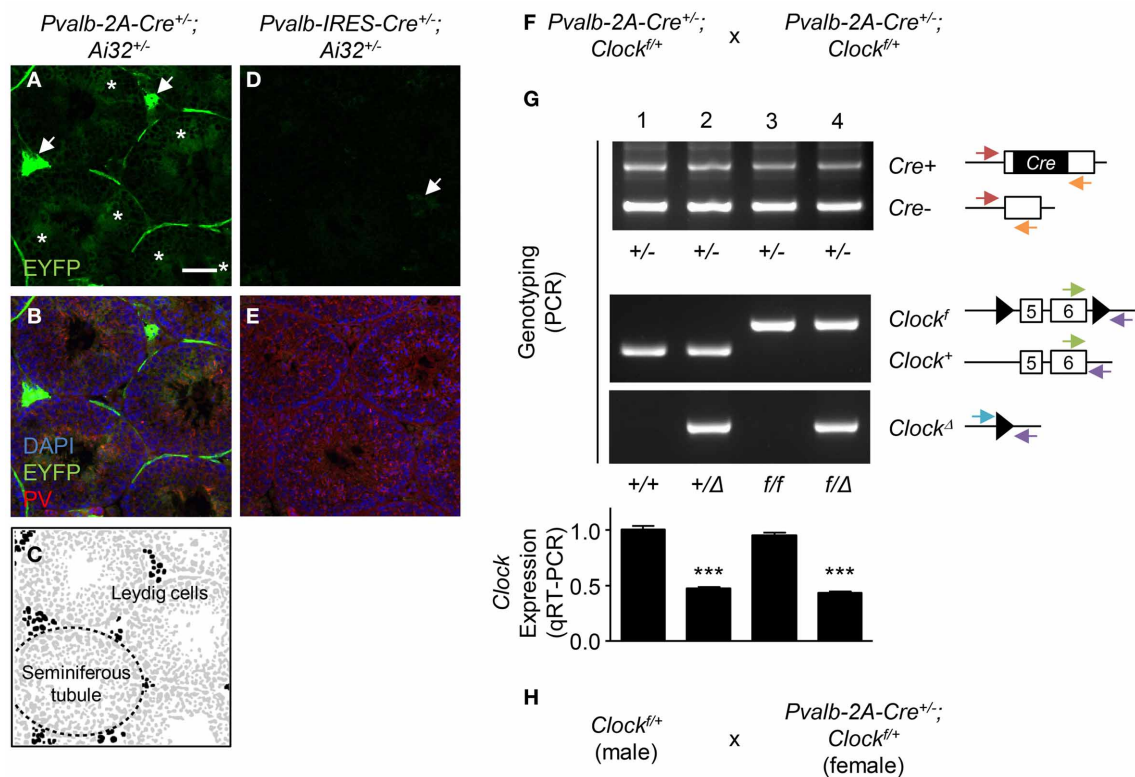 Pvalb-2A-Cre+/-;
Ai32+/-
Pvalb-IRES-Cre+/-;
Ai32+/-
A
*
*
*
*
*
*
EYFP
D
B
DAPI
EYFP
PV
E
C
Leydig cells
Seminiferous
tubule
F
Pvalb-2A-Cre+/-;
Clockf/+
x
Pvalb-2A-Cre+/-;
Clockf/+
G
1 2 3 4
Genotyping
(PCR)
Cre+
Cre
Cre-
+/- +/- +/- +/-
Clockf
5 6
Clock+
5 6
ClockΔ
+/+ +/Δ f/f f/Δ
Clock
Expression
(qRT-PCR)
1.0
0.5
0.0
*** ***
H
Clockf/+
(male)
x
Pvalb-2A-Cre+/-;
Clockf/+
(female)